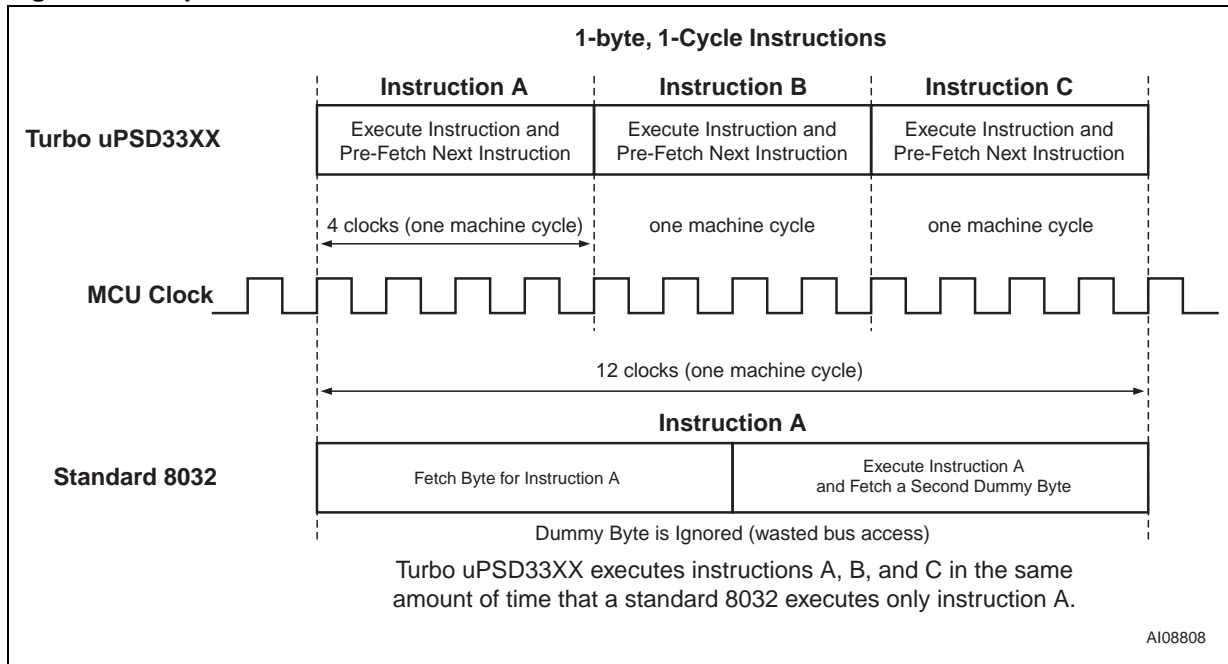 1-byte, 1-Cycle Instructions
Instruction A
Instruction B
Instruction C
Turbo uPSD33XX
Execute Instruction and
Pre-Fetch Next Instruction
Execute Instruction and
Pre-Fetch Next Instruction
Execute Instruction and
Pre-Fetch Next Instruction
4 clocks (one machine cycle)
one machine cycle
one machine cycle
MCU Clock
12 clocks (one machine cycle)
Instruction A
Standard 8032
Fetch Byte for Instruction A
Execute Instruction A
and Fetch a Second Dummy Byte
Dummy Byte is Ignored (wasted bus access)
Turbo uPSD33XX executes instructions A, B, and C in the same
amount of time that a standard 8032 executes only instruction A.
AI08808